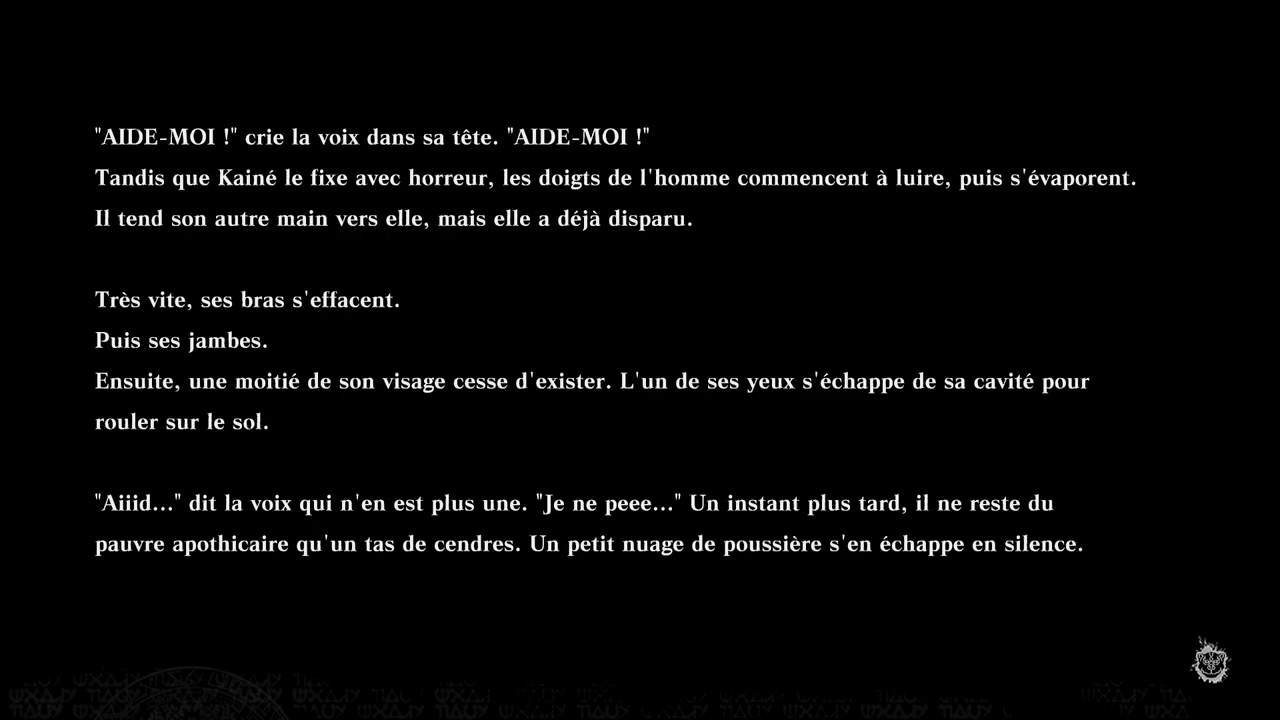 "AIDE-MOI !" crie la voix dans sa tête. "AIDE-MOI !"
Tandis que Kainé le fixe avec horreur, les doigts de l'homme commencent à luire, puis s'évaporent.
Il tend son autre main vers elle, mais elle a déjà disparu.
Très vite, ses bras s'effacent.
Puis ses jambes.
Ensuite, une moitié de son visage cesse d'exister. L'un de ses yeux s'échappe de sa cavité pour
rouler sur le sol.
"Aiiid..." dit la voix qui n'en est plus une. "Je ne peee..." Un instant plus tard, il ne reste du
pauvre apothicaire qu'un tas de cendres. Un petit nuage de poussière s'en échappe en silence.